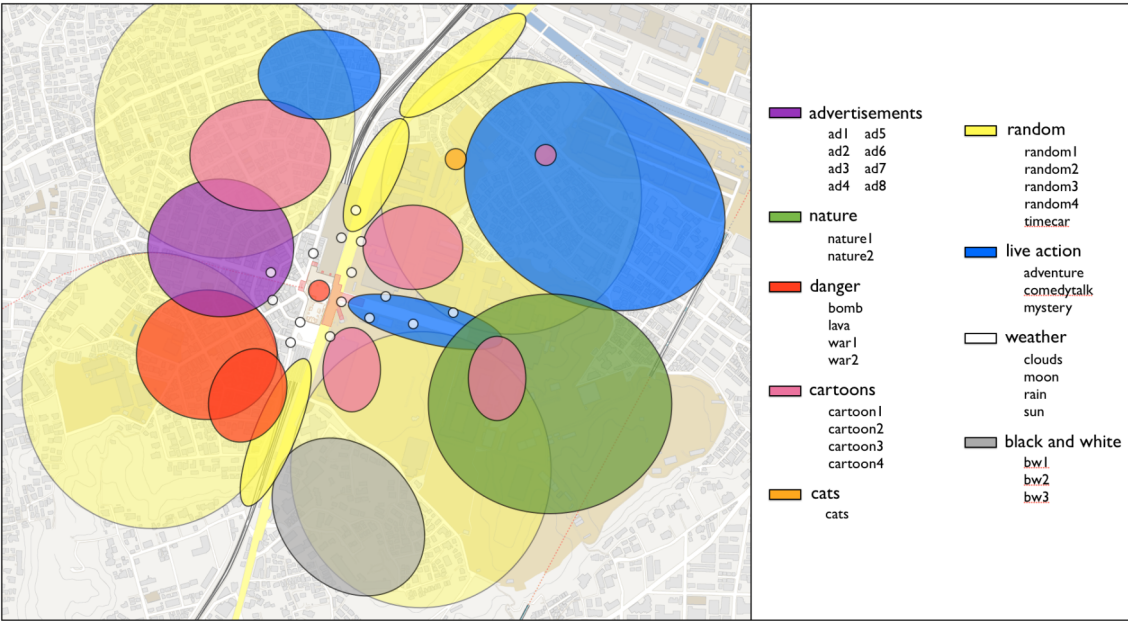 advertisements
ad1 ad5
ad2 ad6
ad3 ad7
ad4 ad8
nature
nature1
nature2
danger
bomb
lava
war1
war2
cartoons
cartoon1
cartoon2
cartoon3
cartoon4
cats
cats
random
random1
random2
random3
random4
timecar
live action
adventure
comedytalk
mystery
weather
clouds
moon
rain
sun
black and white
bw1
bw2
bw3